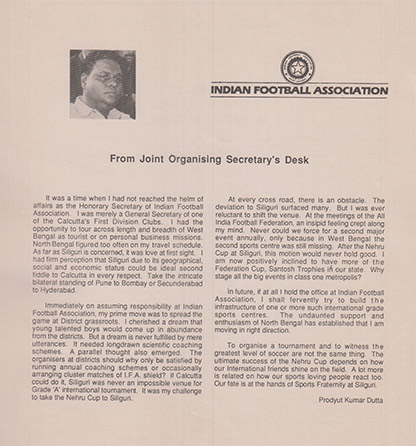 INDIAN FOOTBALL ASSOCIATION
From Joint Organising Secretary's Desk
It was a time when I had not reached the helm of
affairs as the Honorary Secretary of Indian Football
Association. I was merely a General Secretary of one
of the Calcutta's First Division Clubs. I had the
opportunity to tour across length and breadth of West
Bengal as tourist or on personal business missions.
North Bengal figured too often on my travel schedule.
As far as Siliguri is concerned, it was love at first sight. I
had firm perception that Siliguri due to its geographical,
social and economic status could be ideal second
fiddle to Calcutta in every respect. Take the intricate
bilateral standing of Pune to Bombay or Secunderabad
to Hyderabad.
Immediately on assuming responsibility at Indian
Football Association, my prime move was to spread the
game at District grassroots. I cherished a dream that
young talented boys would come up in abundance
from the districts. But a dream is never fulfilled by mere
utterances. It needed longdrawn scientific coaching
schemes. A parallel thought also emerged. The
organisers at districts should why only be satisfied by
running annual coaching schemes or occasionally
arranging cluster matches of I.F.A. shield? If Calcutta
could do it, Siliguri was never an impossible venue for
Grade 'A' international tournament. It was my challenge
to take the Nehru Cup to Siliguri.
At every cross road, there is an obstacle. The
deviation to Siliguri surfaced many. But I was ever
reluctant to shift the venue. At the meetings of the All
India Football Federation, an insipid feeling crept along
my mind. Never could we force for a second major
event annually, only because in West Bengal the
second sports centre was still missing. After the Nehru
Cup at Siliguri, this motion would never hold good. I
am now positively inclined to have more of the
Federation Cup, Santosh Trophies in our state. Why
stage all the big events in class one metropolis?
In future, if at all I hold the office at Indian Football
Association, I shall fervently try to build the
infrastructure of one or more such international grade
sports centres. The undaunted support and
enthusiasm of North Bengal has established that I am
moving in right direction.
To organise a tournament and to witness the
greatest level of soccer are not the same thing. The
ultimate success of the Nehru Cup depends on how
our International friends shine on the field. A lot more
is related on how our sports loving people react too.
Our fate is at the hands of Sports Fraternity at Siliguri.
Prodyut Kumar Dutta